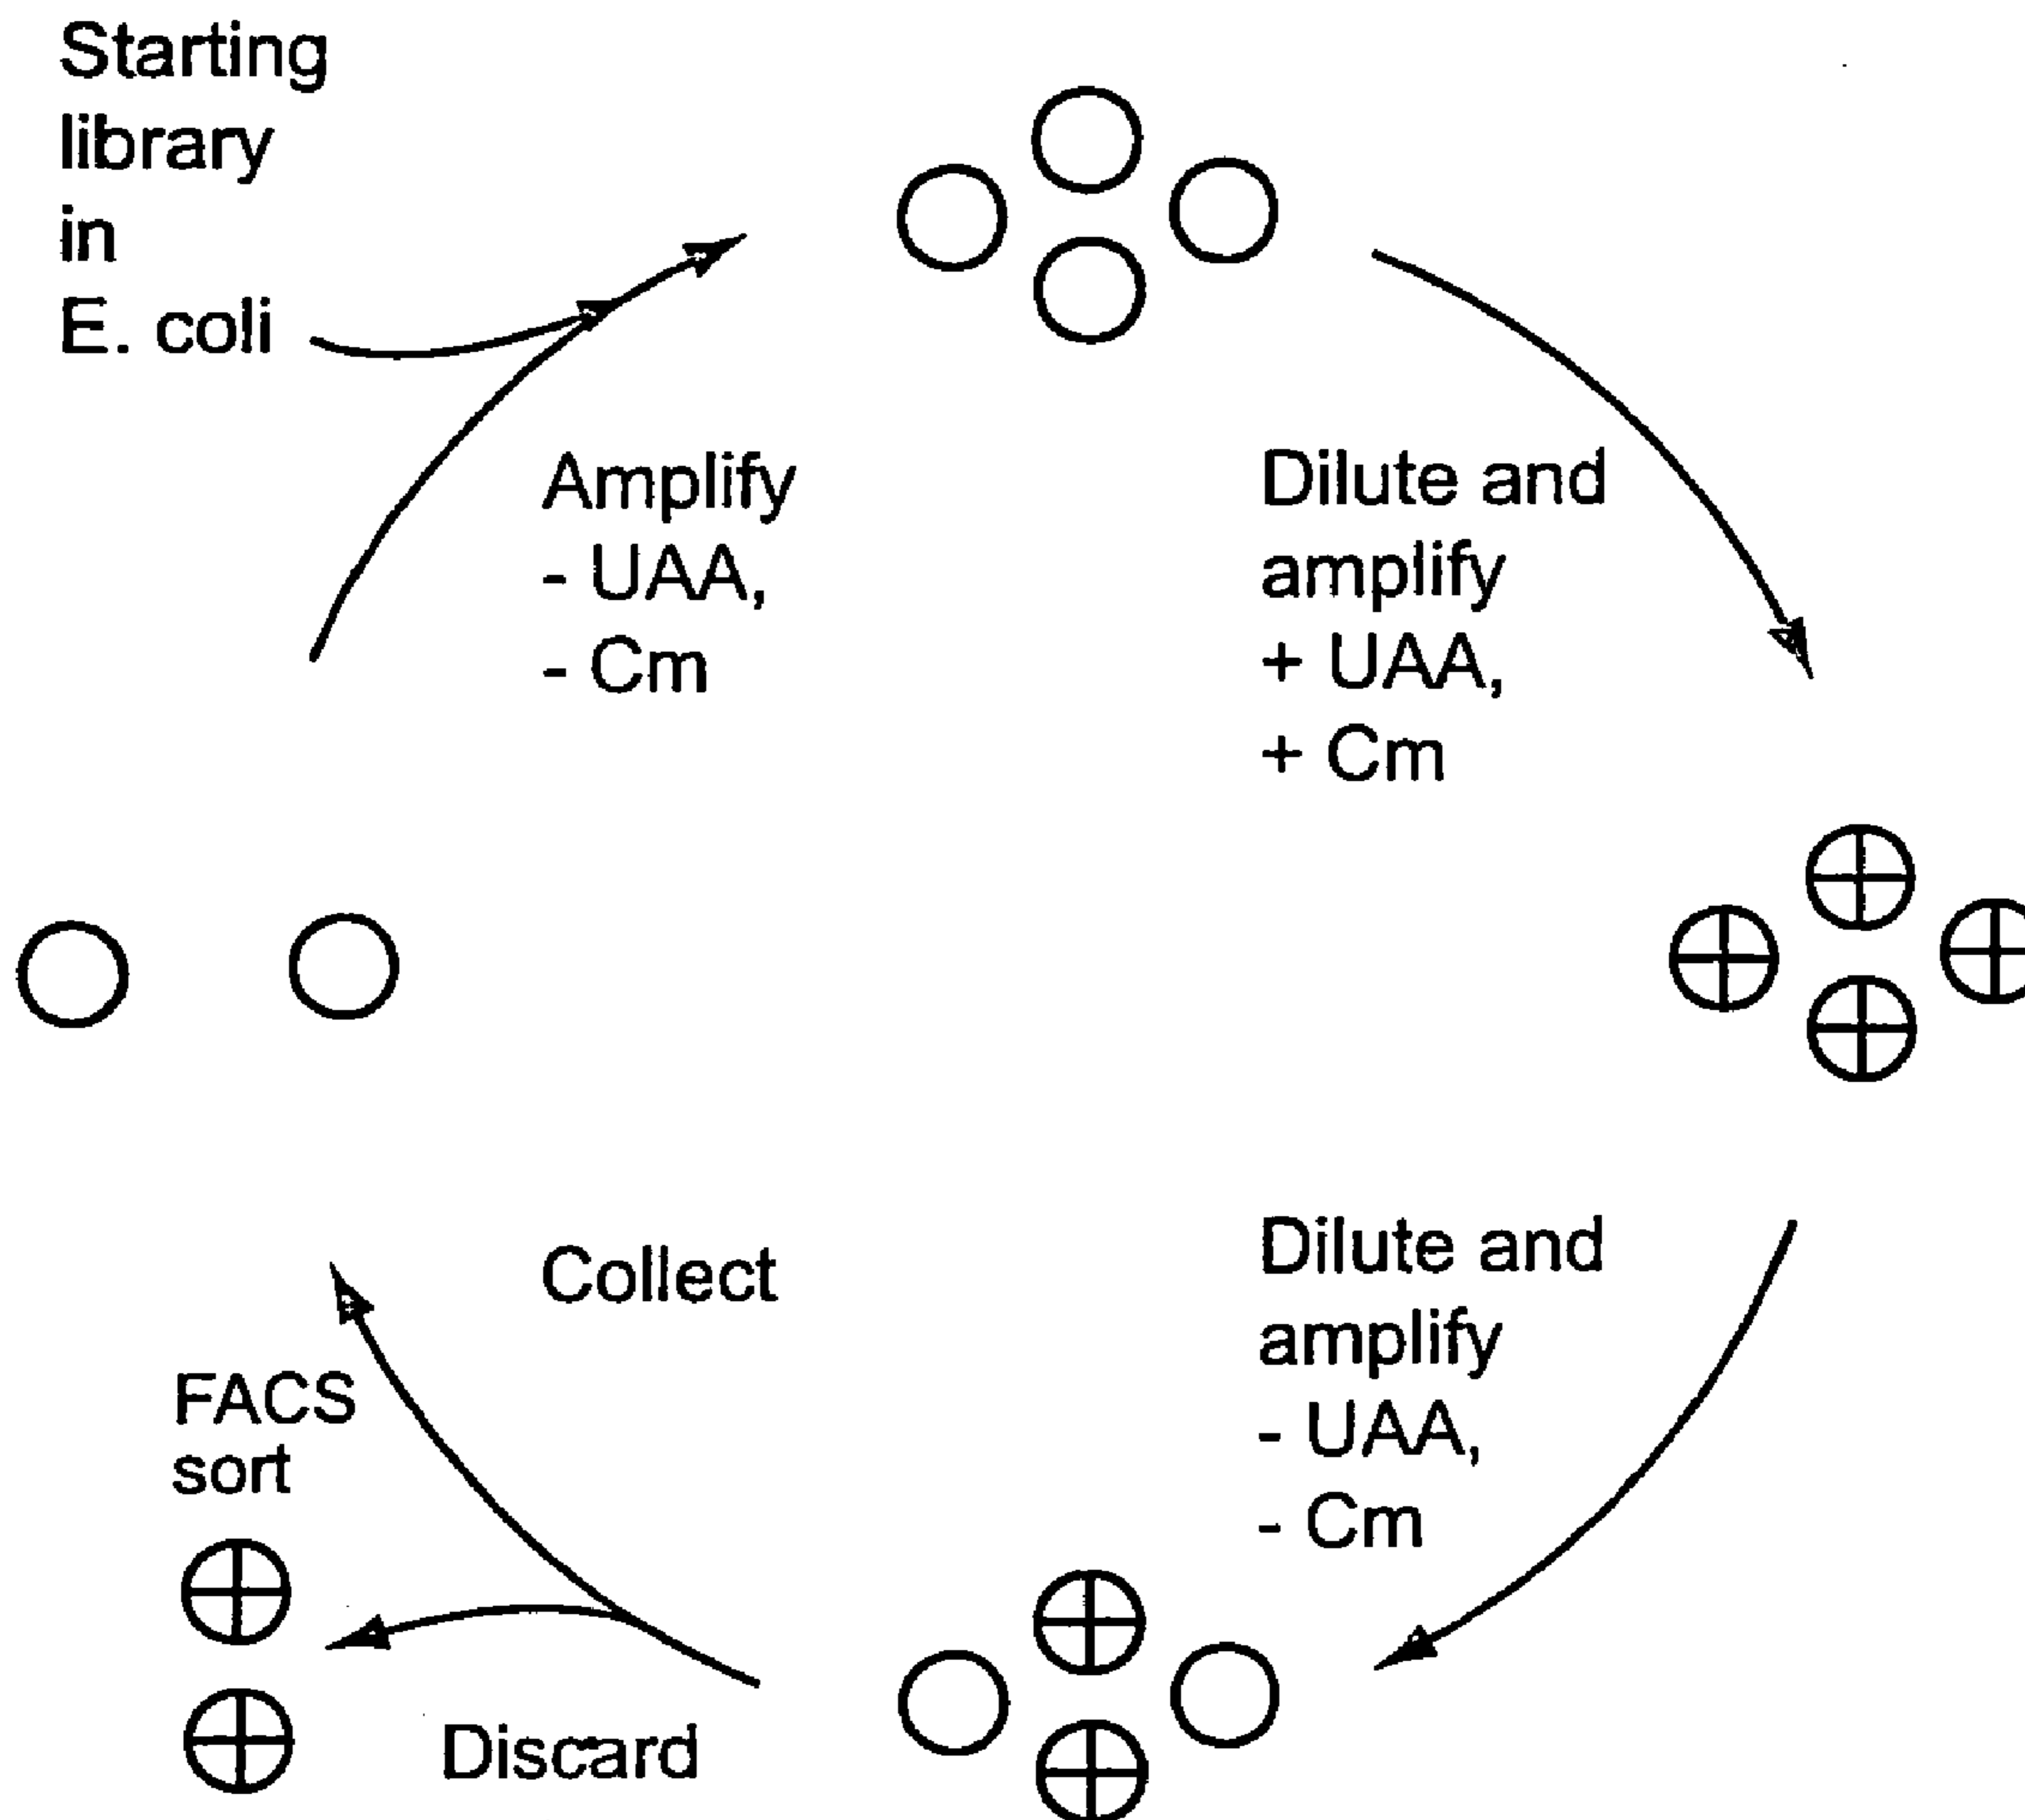 Starting
library
in
E. coli
Amplify
- UAA,
- Cm
Dilute and
amplify
+ UAA,
+ Cm
Dilute and
amplify
- UAA,
- Cm
Collect
FACS
sort
Discard